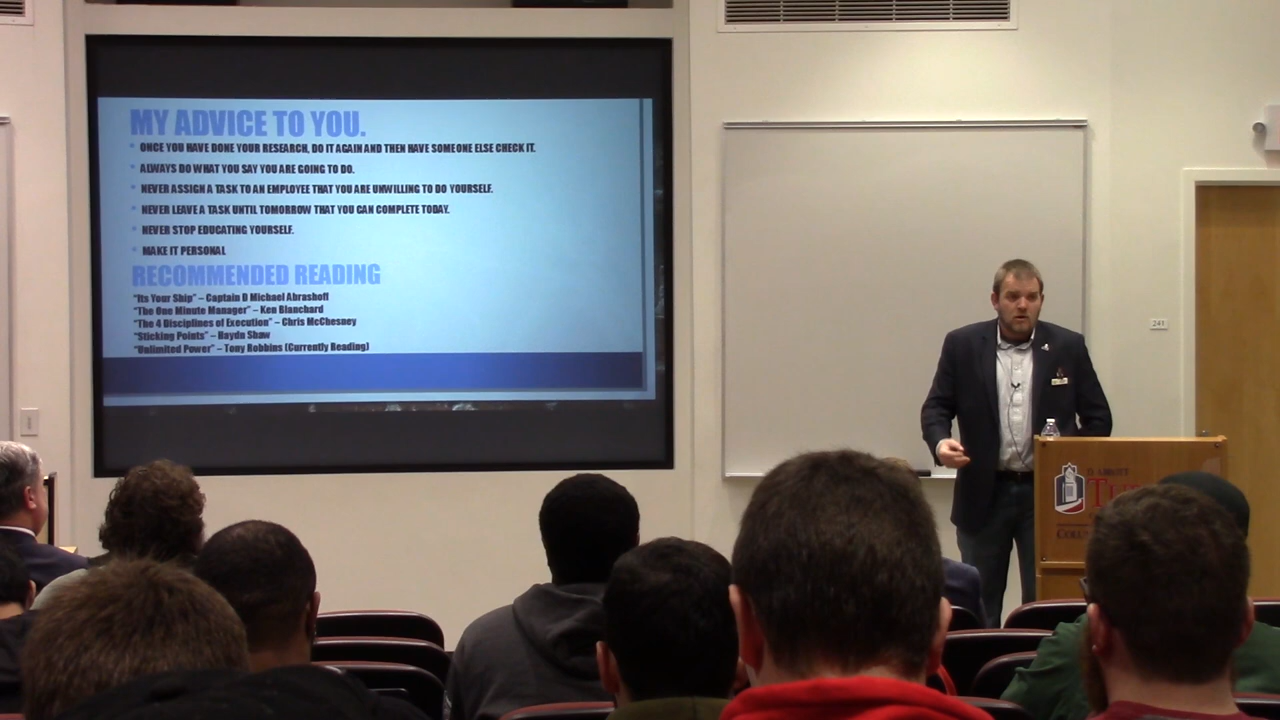 MY ADVICE TO YOU.
ONCE YOU HAVE DONE YOUR RESEARCH, DO IT AGAIN AND THEN HAVE SOMEONE ELSE CHECK IT.
ALWAYS DO WHAT YOU SAY YOU ARE GOING TO DO.
NEVER ASSIGN A TASK TO AN EMPLOYEE THAT YOU ARE UNWILLING TO DO YOURSELF.
NEVER LEAVE A TASK UNTIL TOMORROW THAT YOU CAN COMPLETE TODAY.
NEVER STOP EDUCATING YOURSELF.
MAKE IT PERSONAL
RECOMMENDED READING
"Its Your Ship" – Captain D Michael Abrashoff
"The One Minute Manager" – Ken Blanchard
"The 4 Disciplines of Execution" – Chris McChesney
"Sticking Points" – Haydn Shaw
"Unlimited Power" – Tony Robbins (Currently Reading)
241